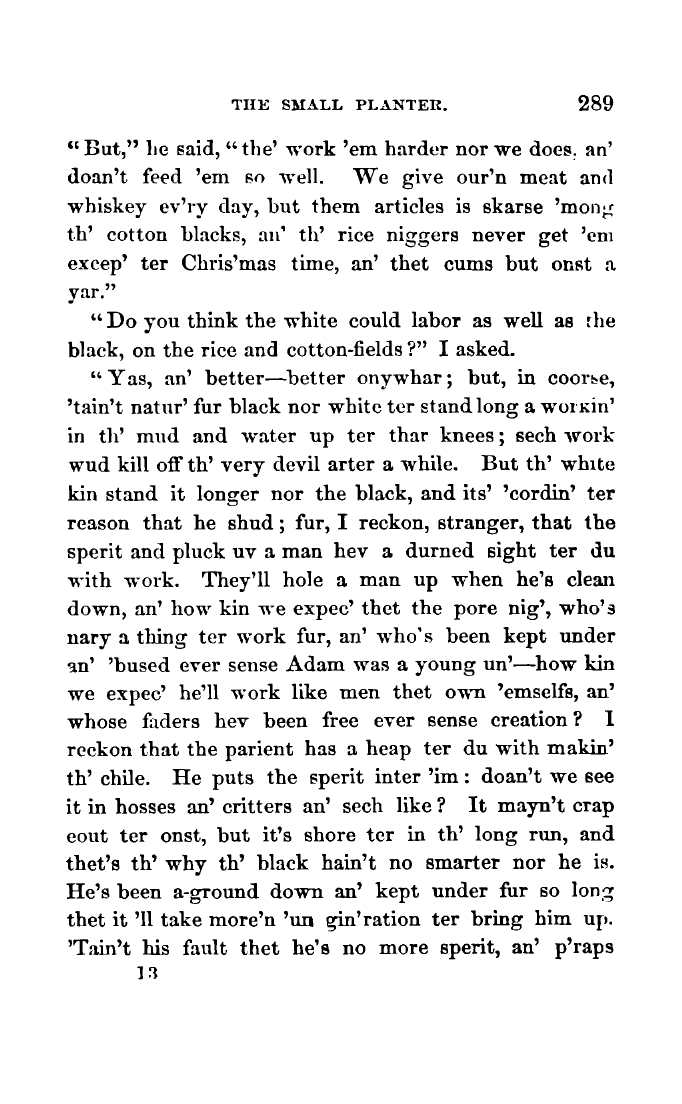 THE SMALL PLANTER. 289
“But,” he said, “the’ work ’em harder nor we does, an’
doan’t feed ’em so well. We give our’n meat and
whiskey ev’ry day, but them articles is skarse ’mong
th’ cotton blacks, an’ th’ rice niggers never get ’em
excep’ ter Chris’mas time, an’ thet cums but onst a
yar.”
“Do you think the white could labor as well as the
black, on the rice and cotton-fields?” I asked.
“Yas, an’ better—better onywhar; but, in coorse,
’tain’t natur’ fur black nor white ter stand long a workin’
in th’ mud and water up ter thar knees; sech work
wud kill off th’ very devil arter a while. But th’ white
kin stand it longer nor the black, and its’ ’cordin’ ter
reason that he shud; fur, I reckon, stranger, that the
sperit and pluck uv a man hev a durned sight ter du
with work. They’ll hole a man up when he’s clean
down, an’ how kin we expec’ thet the pore nig’, who’s
nary a thing ter work fur, an’ who’s been kept under
an’ ’bused ever sense Adam was a young un’—how kin
we expec’ he’ll work like men thet own ’emselfs, an’
whose faders hev been free ever sense creation? I
reckon that the parient has a heap ter du with makin’
th’ chile. He puts the sperit inter ’im: doan’t we see
it in hosses an’ critters an’ sech like? It mayn’t crap
eout ter onst, but it’s shore ter in th’ long run, and
thet’s th’ why th’ black hain’t no smarter nor he is.
He’s been a-ground down an’ kept under fur so long
thet it ’ll take more’n ’un gin’ration ter bring him up.
’Tain’t his fault thet he’s no more sperit, an’ p’raps
13